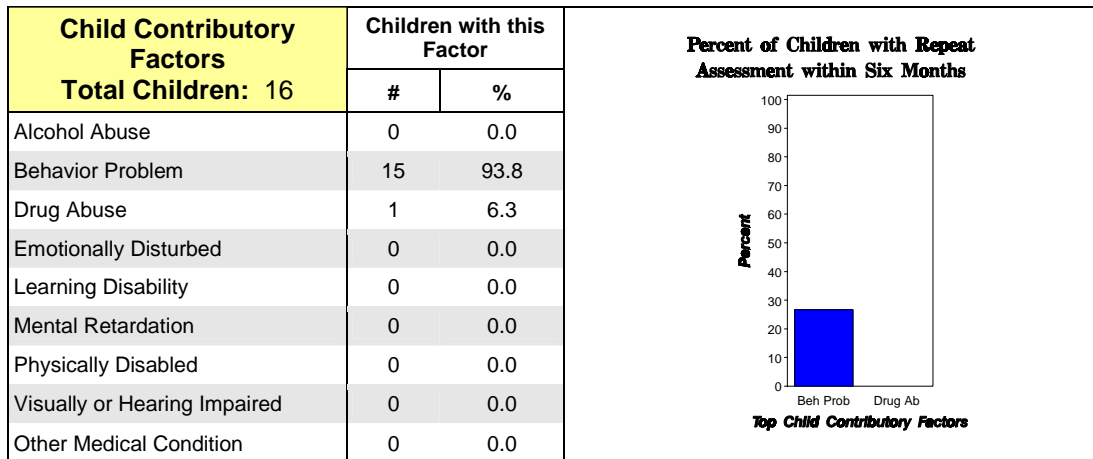 Child Contributory
Factors
Total Children: 16
Children with this
Factor
# %
Alcohol Abuse 0 0.0
Behavior Problem 15 93.8
Drug Abuse 1 6.3
Emotionally Disturbed 0 0.0
Learning Disability 0 0.0
Mental Retardation 0 0.0
Physically Disabled 0 0.0
Visually or Hearing Impaired 0 0.0
Other Medical Condition 0 0.0
Percent of Children with Repeat
Assessment within Six Months
100
90
80
70
60
50
40
30
20
10
0
Percent
Beh Prob Drug Ab
Top Child Contributory Factors